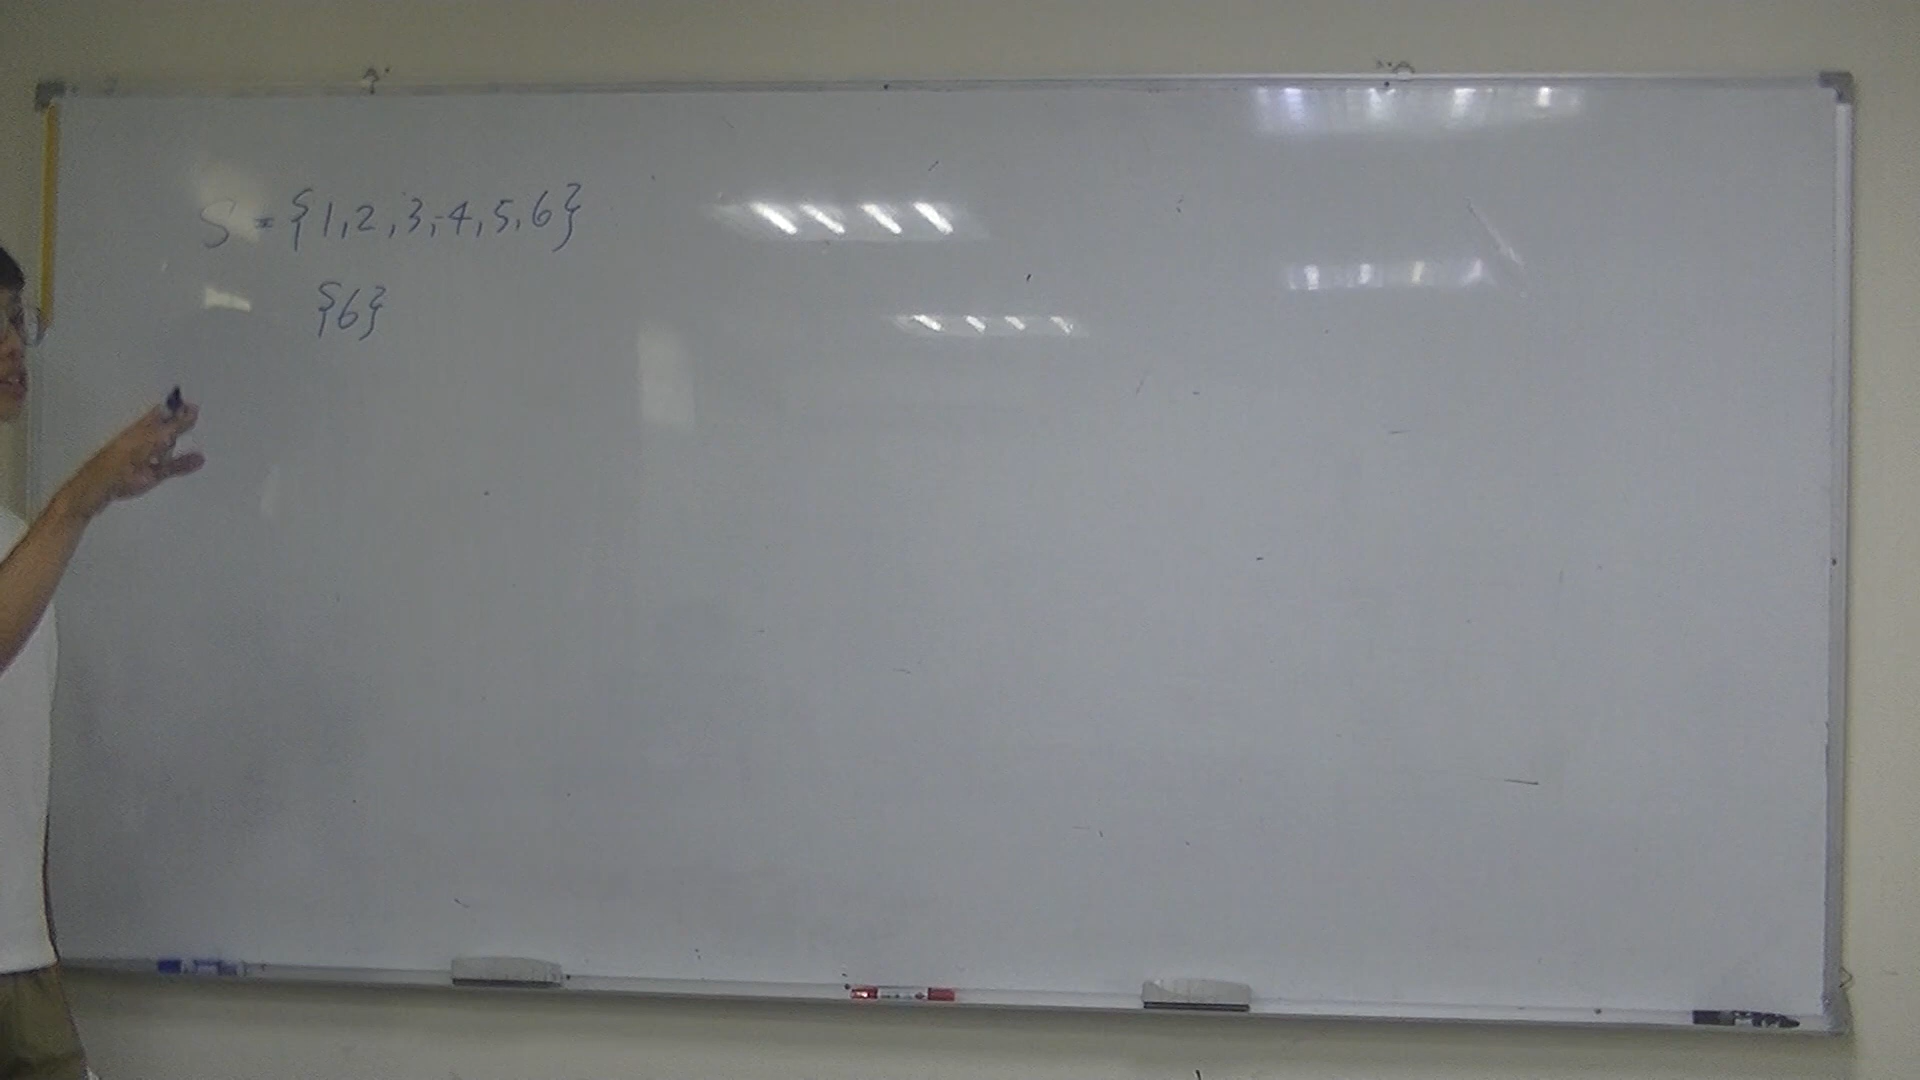 S = {1,2,3,4,5,6}
{6}